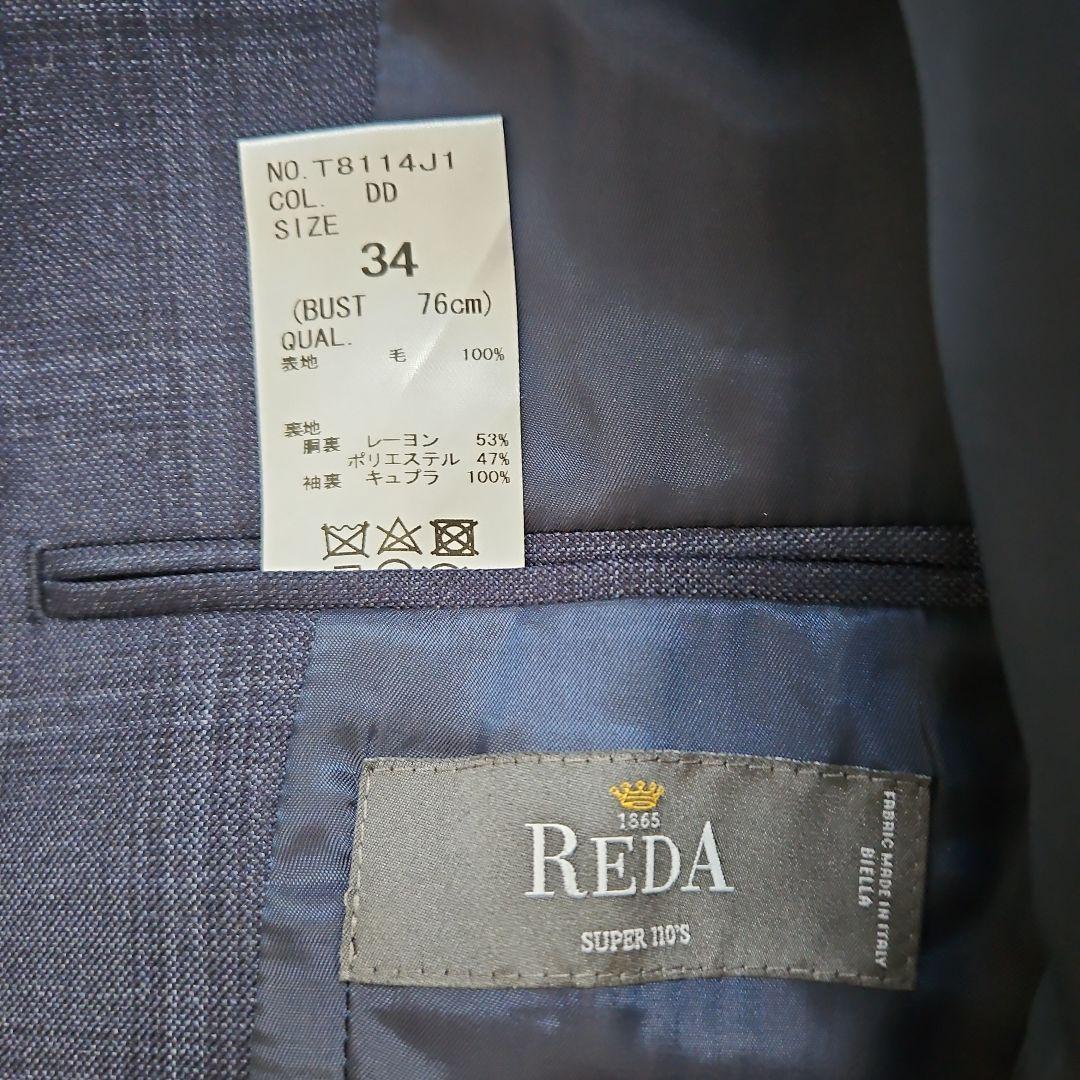 NO.T8114J1
COL. DD
SIZE
34
(BUST 76cm)
QUAL.
表地 毛 100%
裏地
胴裏 レーヨン 53%
ポリエステル 47%
袖裏 キュプラ 100%
1865
REDA
SUPER 110'S
FABRIC MADE IN ITALY
BIELLA